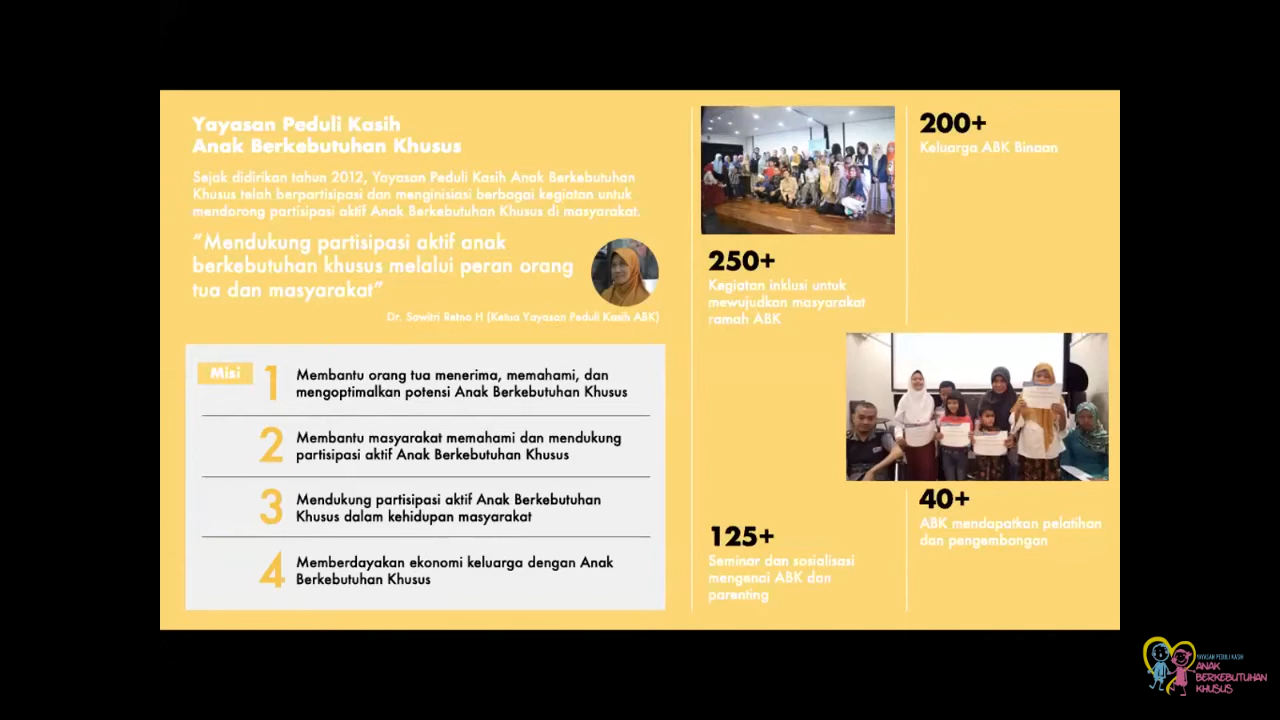 Yayasan Peduli Kasih
Anak Berkebutuhan Khusus
Sejak didirikan tahun 2012, Yayasan Peduli Kasih Anak Berkebutuhan
Khusus telah berpartisipasi dan menginisiasi berbagai kegiatan untuk
mendorong partisipasi aktif Anak Berkebutuhan Khusus di masyarakat.
“Mendukung partisipasi aktif anak
berkebutuhan khusus melalui peran orang
tua dan masyarakat”
Dr. Sawitri Retno H (Ketua Yayasan Peduli Kasih ABK)
Misi
1
Membantu orang tua menerima, memahami, dan
mengoptimalkan potensi Anak Berkebutuhan Khusus
2
Membantu masyarakat memahami dan mendukung
partisipasi aktif Anak Berkebutuhan Khusus
3
Mendukung partisipasi aktif Anak Berkebutuhan
Khusus dalam kehidupan masyarakat
4
Memberdayakan ekonomi keluarga dengan Anak
Berkebutuhan Khusus
250+
Kegiatan inklusi untuk
mewujudkan masyarakat
ramah ABK
125+
Seminar dan sosialisasi
mengenai ABK dan
parenting
200+
Keluarga ABK Binaan
40+
ABK mendapatkan pelatihan
dan pengembangan
YAYASAN PEDULI KASIH
ANAK
BERKEBUTUHAN
KHUSUS